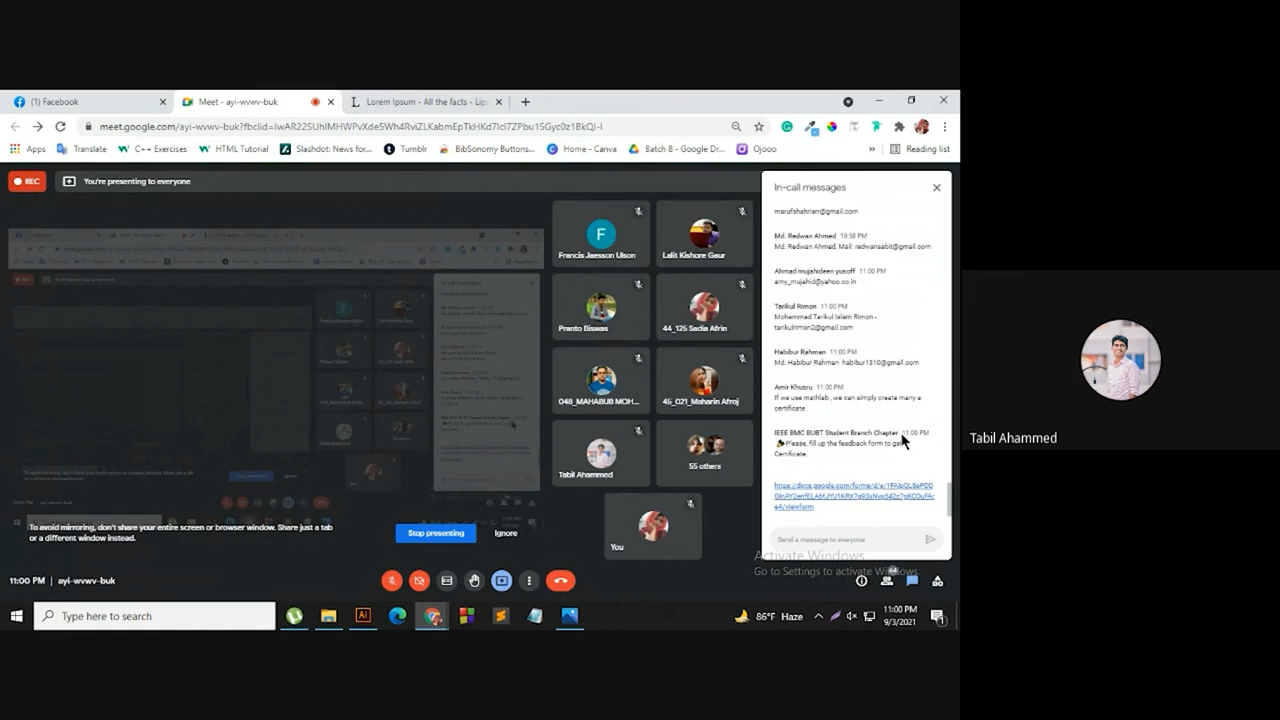 (1) Facebook
Meet - ayi-wvwv-buk
Lorem Ipsum - All the facts - Lip
meet.google.com/
Apps
Translate
C++ Exercises
HTML Tutorial
Slashdot: News for...
Tumblr
BibSonomy Buttons...
Home - Canva
Batch 8 - Google Dr...
Ojooo
»
Reading list
REC
You're presenting to everyone
In-call messages
marufshahriarr@gmail.com
Md. Redwan Ahmed 10:58 PM
Md. Redwan Ahmed, Mail: redwansabit@gmail.com
Ahmad mujahideen yusoff 11:00 PM
amy_mujahid@yahoo.co.in
Tarikul Rimon 11:00 PM
Mohammad Tarikul Islam Rimon -
tarikulrimon2@gmail.com
Habibur Rahman 11:00 PM
Md. Habibur Rahman habibur1310@gmail.com
Amir Khusru 11:00 PM
If we use mathlab , we can simply create many e
certificate
IEEE BMC BUBT Student Branch Chapter 11:00 PM
Please, fill up the feedback form to get
Certificate.
Send a message to everyone
F
Francis Jaesson Ulson
Lalit Kishore Gaur
Pranto Biswas
44_125 Sadia Afrin
048_MAHABUB MOH...
45_021_Maharin Afroj
Tabil Ahammed
55 others
You
To avoid mirroring, don't share your entire screen or browser window. Share just a tab
or a different window instead.
Stop presenting
Ignore
Activate Windows
Go to Settings to activate Windows.
11:00 PM | ayi-wvwv-buk
Type here to search
Ai
86°F Haze
11:00 PM
9/3/2021
Tabil Ahammed